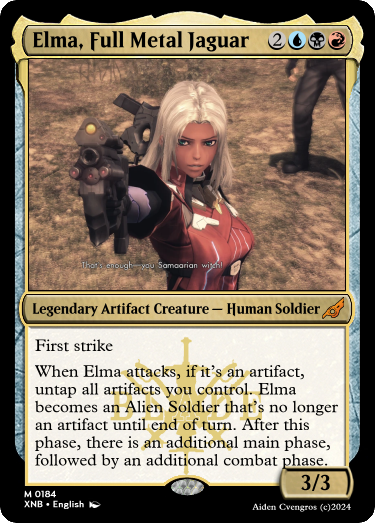 Elma, Full Metal Jaguar 2
That's enough—you Samaarian witch!
Legendary Artifact Creature — Human Soldier
First strike
When Elma attacks, if it's an artifact,
untap all artifacts you control. Elma
becomes an Alien Soldier that's no longer
an artifact until end of turn. After this
phase, there is an additional main phase,
followed by an additional combat phase.
BLADE
3/3
M 0184
XNB • English
Aiden Cvengros (c)2024